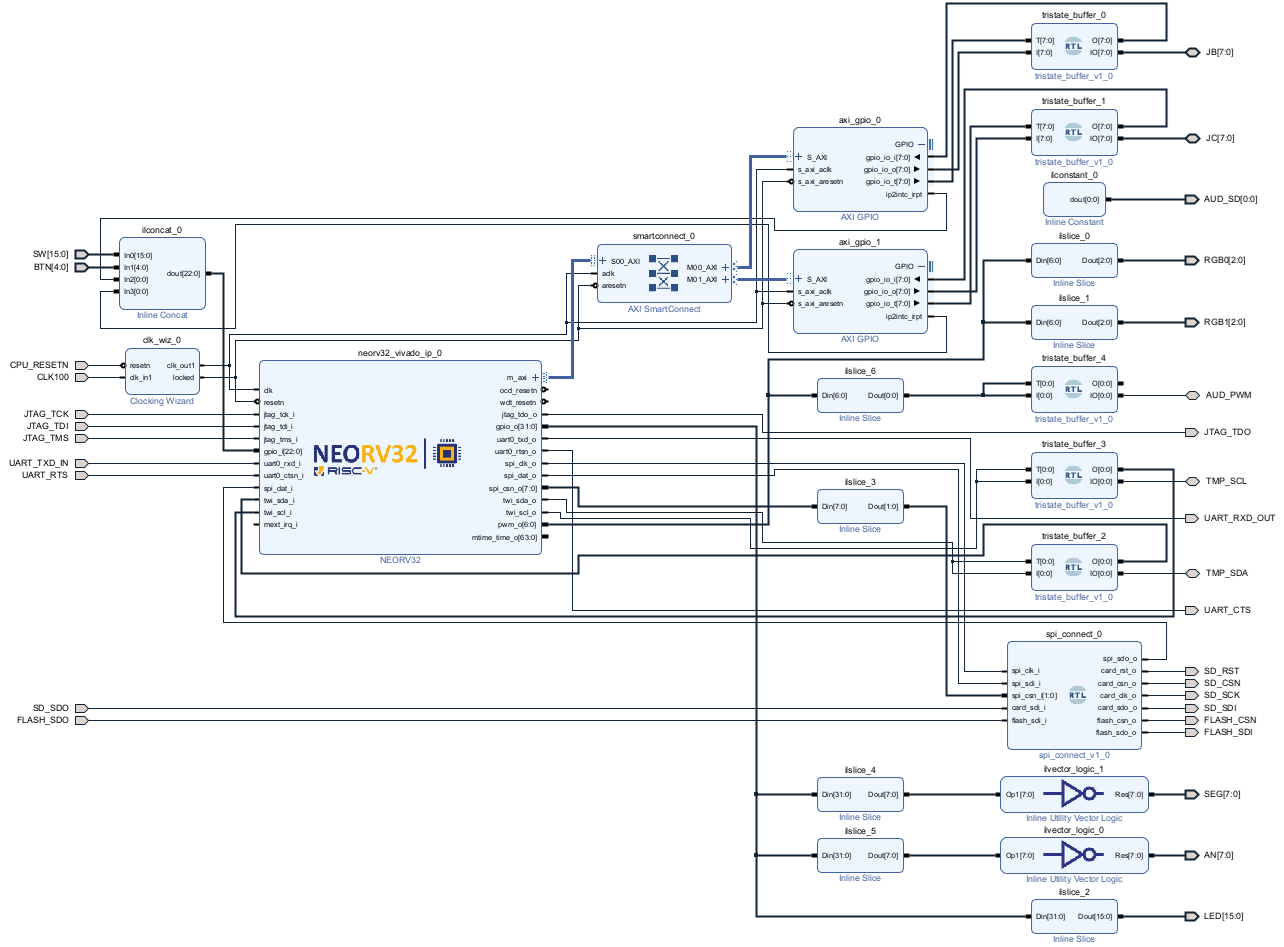 tristate_buffer_0
T[7:0] O[7:0]
I[7:0] IO[7:0]
RTL
tristate_buffer_v1_0
JB[7:0]
tristate_buffer_1
T[7:0] O[7:0]
I[7:0] IO[7:0]
RTL
tristate_buffer_v1_0
JC[7:0]
axi_gpio_0
GPIO
S_AXI gpio_io_i[7:0]
s_axi_aclk gpio_io_o[7:0]
s_axi_aresetn gpio_io_t[7:0]
ip2intc_irpt
AXI GPIO
ilconstant_0
dout[0:0]
Inline Constant
AUD_SD[0:0]
ilconcat_0
In0[15:0]
In1[4:0] dout[22:0]
In2[0:0]
In3[0:0]
Inline Concat
SW[15:0]
BTN[4:0]
smartconnect_0
S00_AXI M00_AXI
aclk M01_AXI
aresetn
AXI SmartConnect
axi_gpio_1
GPIO
S_AXI gpio_io_i[7:0]
s_axi_aclk gpio_io_o[7:0]
s_axi_aresetn gpio_io_t[7:0]
ip2intc_irpt
AXI GPIO
ilslice_0
Din[6:0] Dout[2:0]
Inline Slice
RGB0[2:0]
ilslice_1
Din[6:0] Dout[2:0]
Inline Slice
RGB1[2:0]
clk_wiz_0
resetn clk_out1
clk_in1 locked
Clocking Wizard
CPU_RESETN
CLK100
neorv32_vivado_ip_0
m_axi
clk ocd_resetn
resetn wdt_resetn
jtag_tck_i jtag_tdo_o
jtag_tdi_i gpio_o[31:0]
jtag_tms_i uart0_txd_o
gpio_i[22:0] uart0_rtsn_o
uart0_rxd_i spi_clk_o
uart0_ctsn_i spi_dat_o
spi_dat_i spi_csn_o[7:0]
twi_sda_i twi_sda_o
twi_scl_i twi_scl_o
mext_irq_i pwm_o[6:0]
mtime_time_o[63:0]
NEORV32
RISC-V
NEORV32
JTAG_TCK
JTAG_TDI
JTAG_TMS
UART_TXD_IN
UART_RTS
ilslice_6
Din[6:0] Dout[0:0]
Inline Slice
tristate_buffer_4
T[0:0] O[0:0]
I[0:0] IO[0:0]
RTL
tristate_buffer_v1_0
AUD_PWM
JTAG_TDO
tristate_buffer_3
T[0:0] O[0:0]
I[0:0] IO[0:0]
RTL
tristate_buffer_v1_0
TMP_SCL
ilslice_3
Din[7:0] Dout[1:0]
Inline Slice
UART_RXD_OUT
tristate_buffer_2
T[0:0] O[0:0]
I[0:0] IO[0:0]
RTL
tristate_buffer_v1_0
TMP_SDA
UART_CTS
spi_connect_0
spi_sdo_o
spi_clk_i card_rst_o
spi_sdi_i card_csn_o
spi_csn_i[1:0] card_clk_o
card_sdi_i card_sdo_o
flash_sdi_i flash_csn_o
flash_sdo_o
RTL
spi_connect_v1_0
SD_RST
SD_CSN
SD_SCK
SD_SDI
FLASH_CSN
FLASH_SDI
SD_SDO
FLASH_SDO
ilslice_4
Din[31:0] Dout[7:0]
Inline Slice
ilvector_logic_1
Op1[7:0] Res[7:0]
Inline Utility Vector Logic
SEG[7:0]
ilslice_5
Din[31:0] Dout[7:0]
Inline Slice
ilvector_logic_0
Op1[7:0] Res[7:0]
Inline Utility Vector Logic
AN[7:0]
ilslice_2
Din[31:0] Dout[15:0]
Inline Slice
LED[15:0]